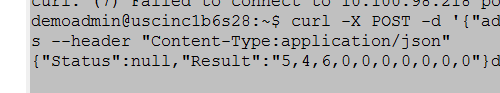 curl: (7) Failed to connect to 10.100.98.218 po
demoadmin@uscinc1b6s28:~$ curl -X POST -d '{"ad
s --header "Content-Type:application/json"
{"Status":null,"Result":"5,4,6,0,0,0,0,0,0,0"}d